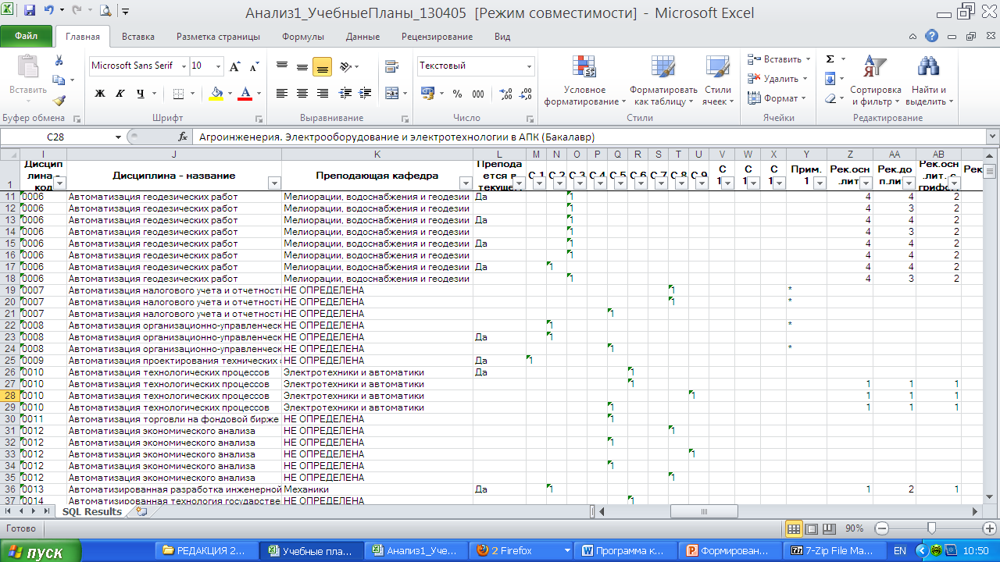 Анализ1_УчебныеПланы_130405 [Режим совместимости] - Microsoft Excel
Файл Главная Вставка Разметка страницы Формулы Данные Рецензирование Вид
Вставить
Буфер обмена
Microsoft Sans Serif 10
Ж К Ч
Шрифт
Выравнивание
Текстовый
% 000
Число
Условное форматирование
Форматировать как таблицу
Стили ячеек
Стили
Вставить
Удалить
Формат
Ячейки
Сортировка и фильтр
Найти и выделить
Редактирование
C28 fx Агроинженерия. Электрооборудование и электротехнологии в АПК (Бакалавр)
I J K L M N O P Q R S T U V W X Y Z AA AB
1 Дисциплина код Дисциплина - название Преподающая кафедра Преподается в текуще С 1 С 2 С 3 С 4 С 5 С 6 С 7 С 8 С 9 С 1 С 1 С 1 Прим. 1 Рек.осн.лит Рек.доп.ли Рек.осн.лит. с грифо Рек
11 0006 Автоматизация геодезических работ Мелиорации, водоснабжения и геодезии Да 1 4 4 2
12 0006 Автоматизация геодезических работ Мелиорации, водоснабжения и геодезии 1 4 3 2
13 0006 Автоматизация геодезических работ Мелиорации, водоснабжения и геодезии Да 1 4 4 2
14 0006 Автоматизация геодезических работ Мелиорации, водоснабжения и геодезии 1 4 3 2
15 0006 Автоматизация геодезических работ Мелиорации, водоснабжения и геодезии Да 1 4 4 2
16 0006 Автоматизация геодезических работ Мелиорации, водоснабжения и геодезии 1 4 4 2
17 0006 Автоматизация геодезических работ Мелиорации, водоснабжения и геодезии Да 1 4 4 2
18 0006 Автоматизация геодезических работ Мелиорации, водоснабжения и геодезии 1 4 3 2
19 0007 Автоматизация налогового учета и отчетност НЕ ОПРЕДЕЛЕНА 1 *
20 0007 Автоматизация налогового учета и отчетност НЕ ОПРЕДЕЛЕНА 1 *
21 0007 Автоматизация налогового учета и отчетност НЕ ОПРЕДЕЛЕНА 1
22 0008 Автоматизация организационно-управленческ НЕ ОПРЕДЕЛЕНА 1 *
23 0008 Автоматизация организационно-управленческ НЕ ОПРЕДЕЛЕНА Да 1
24 0008 Автоматизация организационно-управленческ НЕ ОПРЕДЕЛЕНА 1 *
25 0009 Автоматизация проектирования технических НЕ ОПРЕДЕЛЕНА Да 1
26 0010 Автоматизация технологических процессов Электротехники и автоматики Да 1
27 0010 Автоматизация технологических процессов Электротехники и автоматики 1 1 1 1
28 0010 Автоматизация технологических процессов Электротехники и автоматики 1 1 1 1
29 0010 Автоматизация технологических процессов Электротехники и автоматики 1 1 1 1
30 0011 Автоматизация торговли на фондовой бирже НЕ ОПРЕДЕЛЕНА 1
31 0012 Автоматизация экономического анализа НЕ ОПРЕДЕЛЕНА 1
32 0012 Автоматизация экономического анализа НЕ ОПРЕДЕЛЕНА 1
33 0012 Автоматизация экономического анализа НЕ ОПРЕДЕЛЕНА 1
34 0012 Автоматизация экономического анализа НЕ ОПРЕДЕЛЕНА 1
35 0012 Автоматизация экономического анализа НЕ ОПРЕДЕЛЕНА 1
36 0013 Автоматизированная разработка инженерной Механики Да 1 1 2 1
37 0014 Автоматизированная технология государстве НЕ ОПРЕДЕЛЕНА 1
SQL Results
Готово 90%
пуск РЕДАКЦИЯ 2... Учебные пла... Анализ1_Уче... 2 Firefox Программа к... Формирован... 7-Zip File Ma... EN 10:50